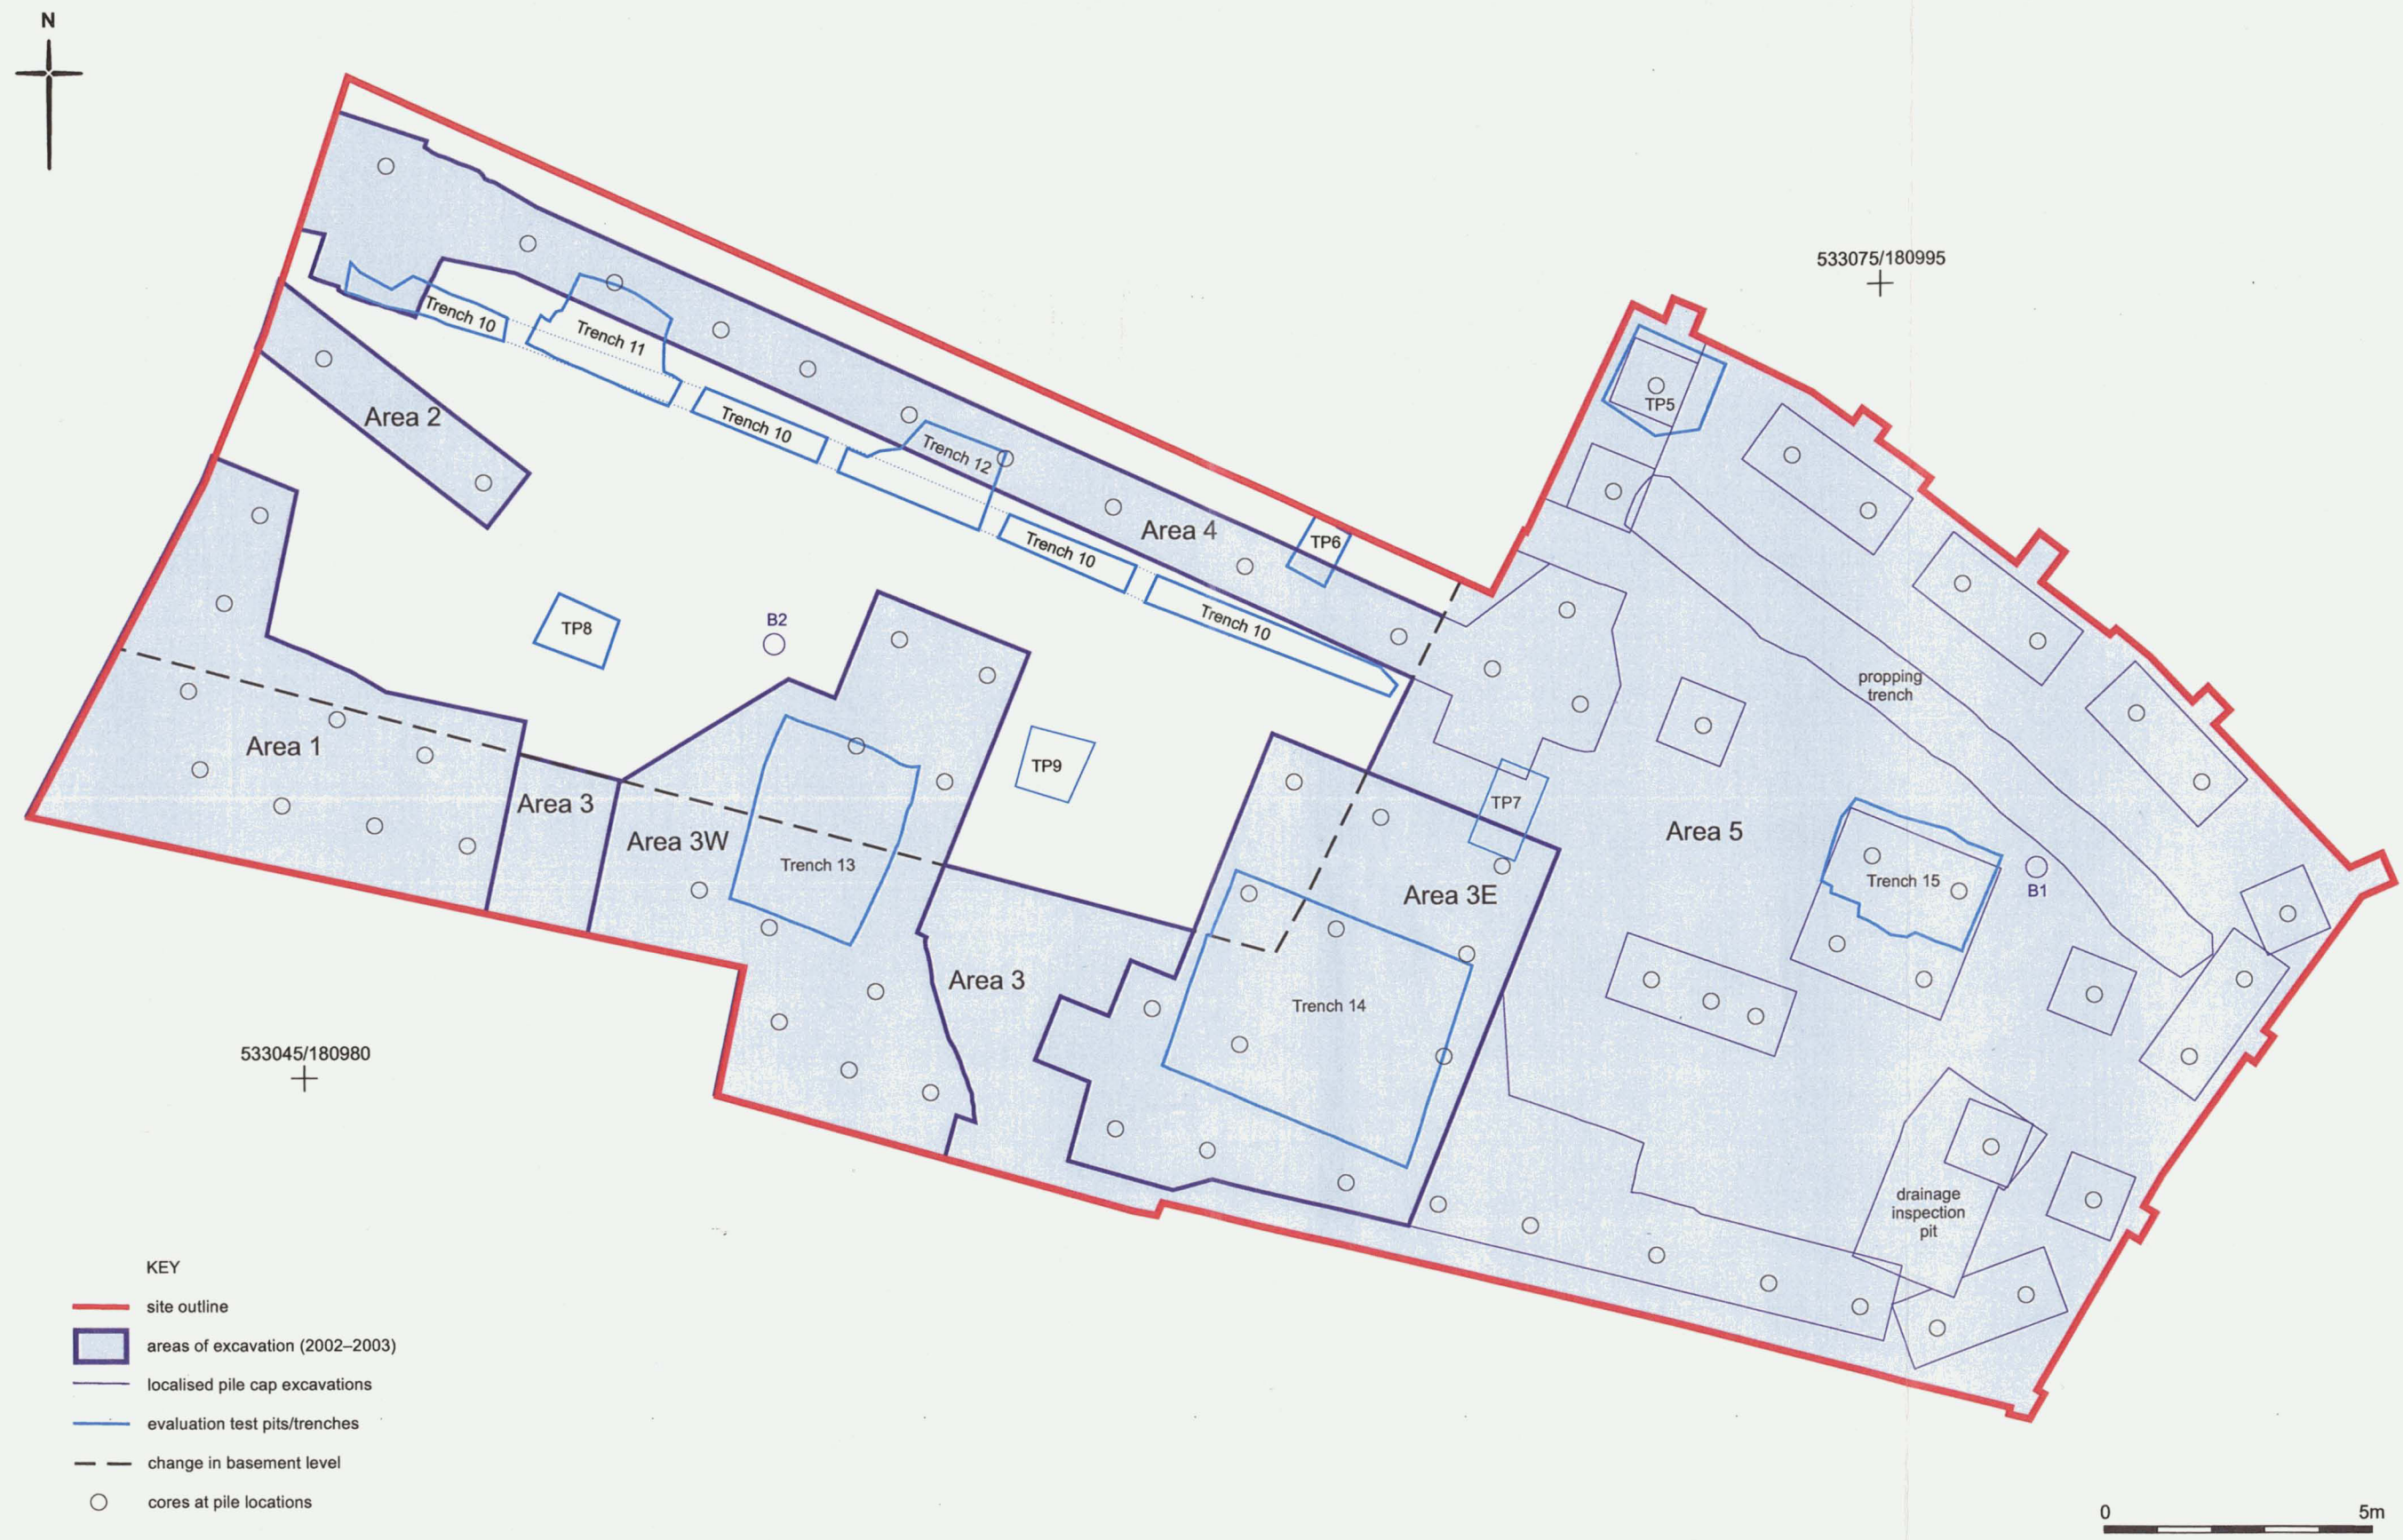 N
533075/180995
Trench 10
Trench 11
TP5
Area 2
Trench 10
Trench 12
Area 4
TP6
Trench 10
TP8
B2
Trench 10
propping
trench
Area 1
TP9
Area 3
TP7
Area 5
Area 3W
Trench 13
Area 3E
Trench 15
B1
Area 3
Trench 14
533045/180980
drainage
inspection
pit
KEY
site outline
areas of excavation (2002–2003)
localised pile cap excavations
evaluation test pits/trenches
change in basement level
cores at pile locations
0 5m